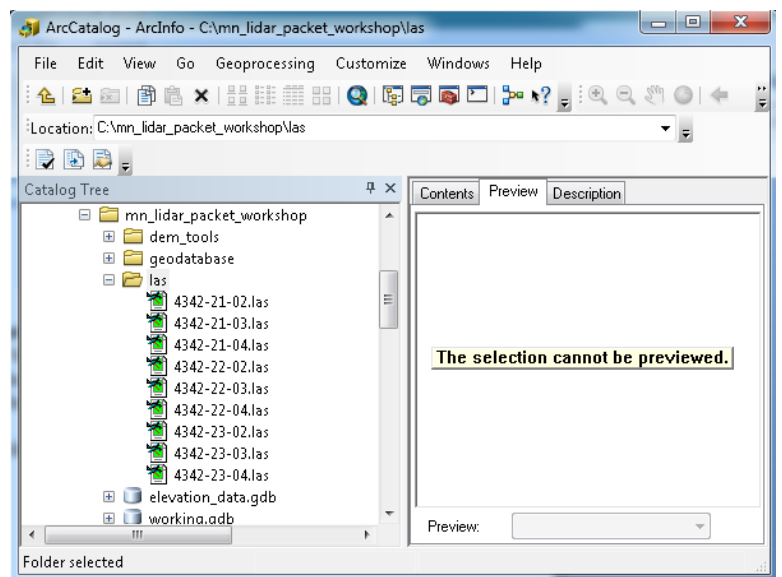 ArcCatalog - ArcInfo - C:\mn_lidar_packet_workshop\las
File Edit View Go Geoprocessing Customize Windows Help
Location: C:\mn_lidar_packet_workshop\las
Catalog Tree
mn_lidar_packet_workshop
dem_tools
geodatabase
las
4342-21-02.las
4342-21-03.las
4342-21-04.las
4342-22-02.las
4342-22-03.las
4342-22-04.las
4342-23-02.las
4342-23-03.las
4342-23-04.las
elevation_data.gdb
working.gdb
Contents Preview Description
The selection cannot be previewed.
Preview:
Folder selected